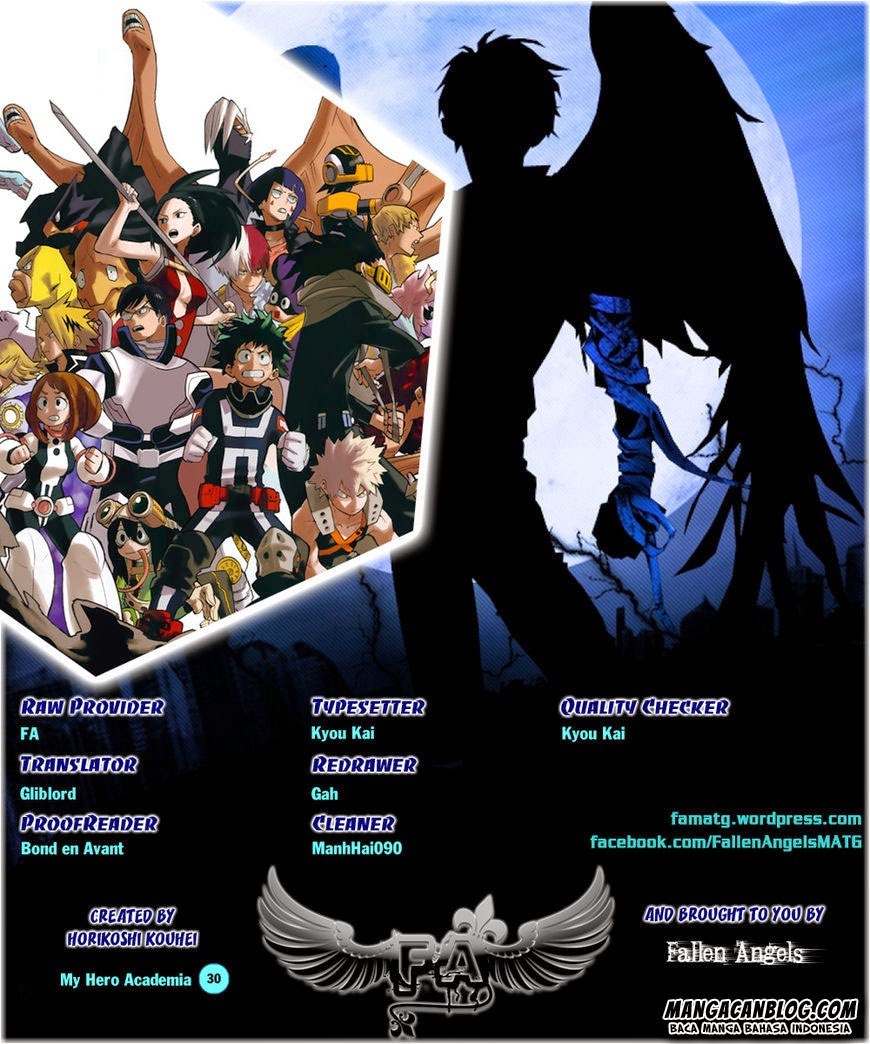 Raw Provider
FA
Translator
Gliblord
ProofReader
Bond en Avant
Typesetter
Kyou Kai
Redrawer
Gah
Cleaner
ManhHai090
Quality Checker
Kyou Kai
famatg.wordpress.com
facebook.com/FallenAngelsMATG
CREATED BY
HORIKOSHI KOUHEI
My Hero Academia 30
FA
AND BROUGHT TO YOU BY
Fallen Angels
MANGACANBLOG.COM
BACA MANGA BAHASA INDONESIA